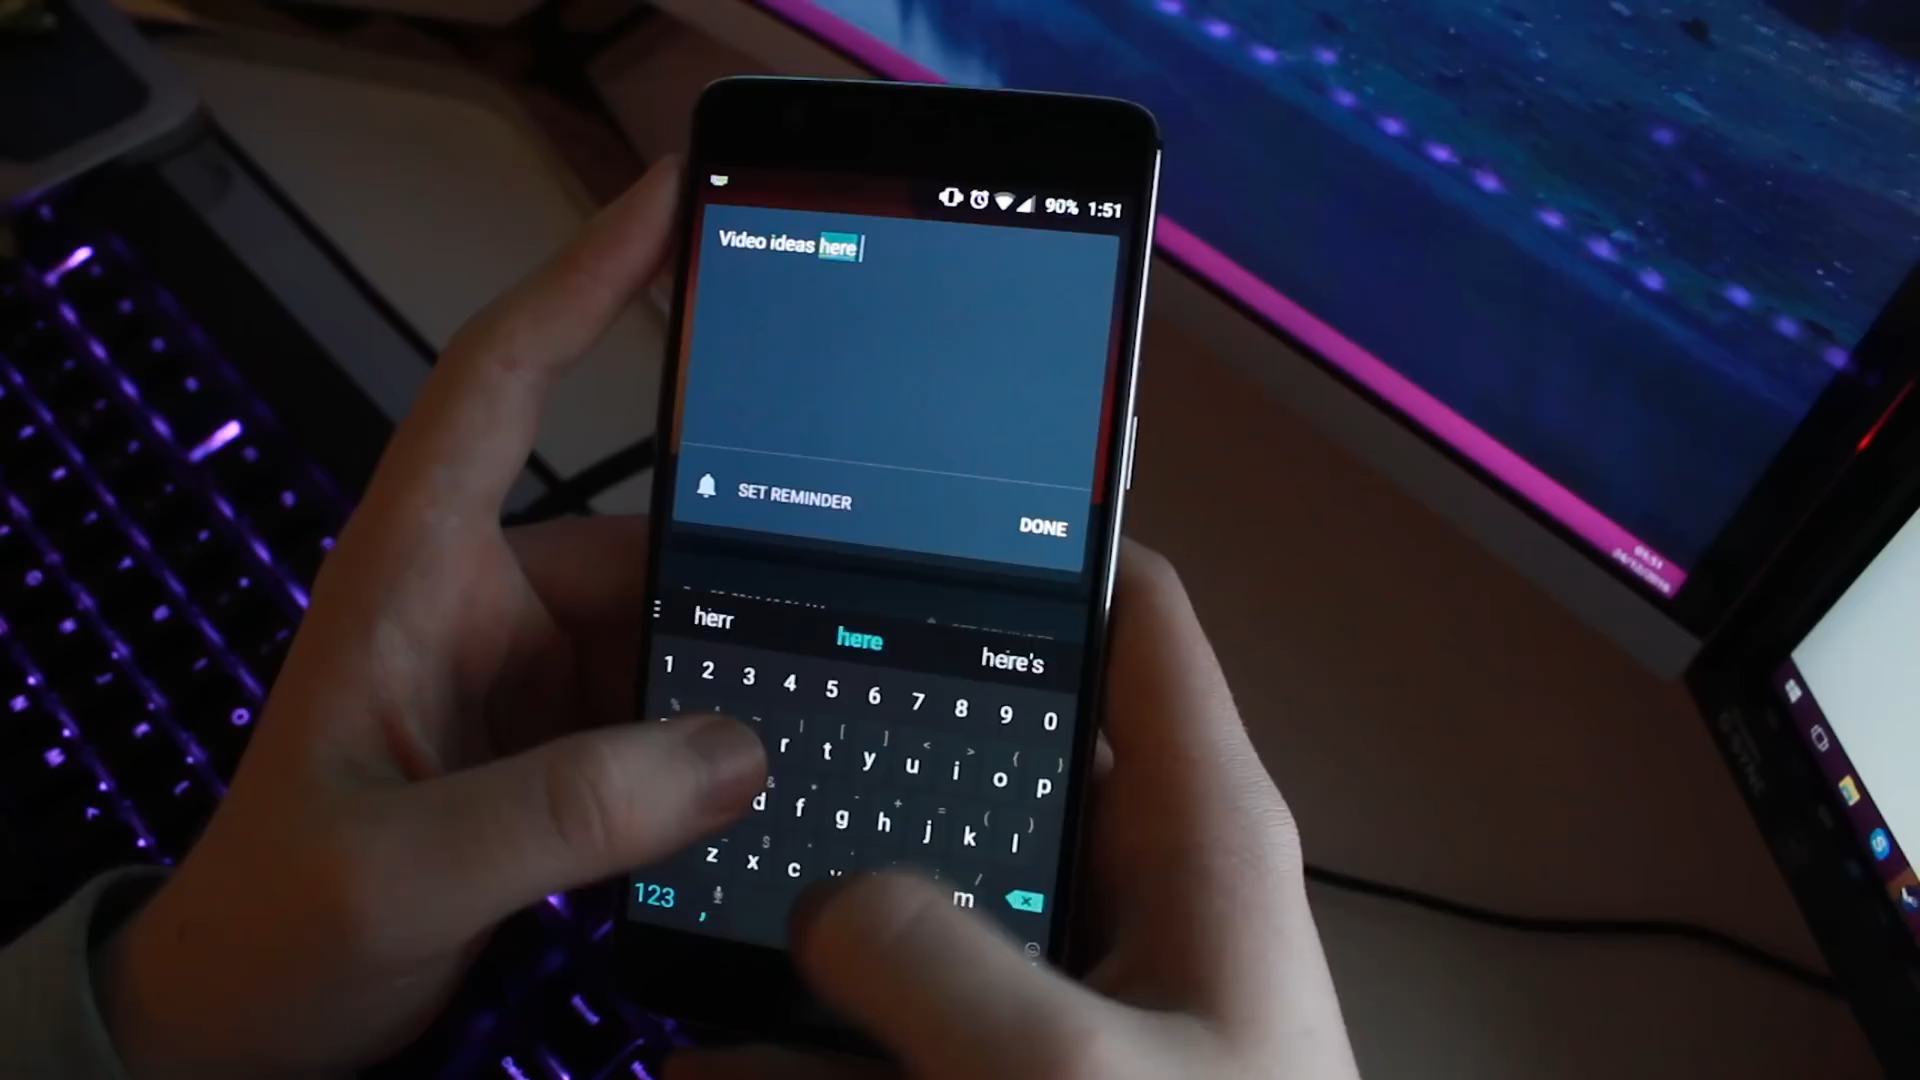 90% 1:51
Video ideas here
SET REMINDER
DONE
herr here here's
1 2 3 4 5 6 7 8 9 0
r t y u i o p
d f g h j k l
z x c m
123 ,